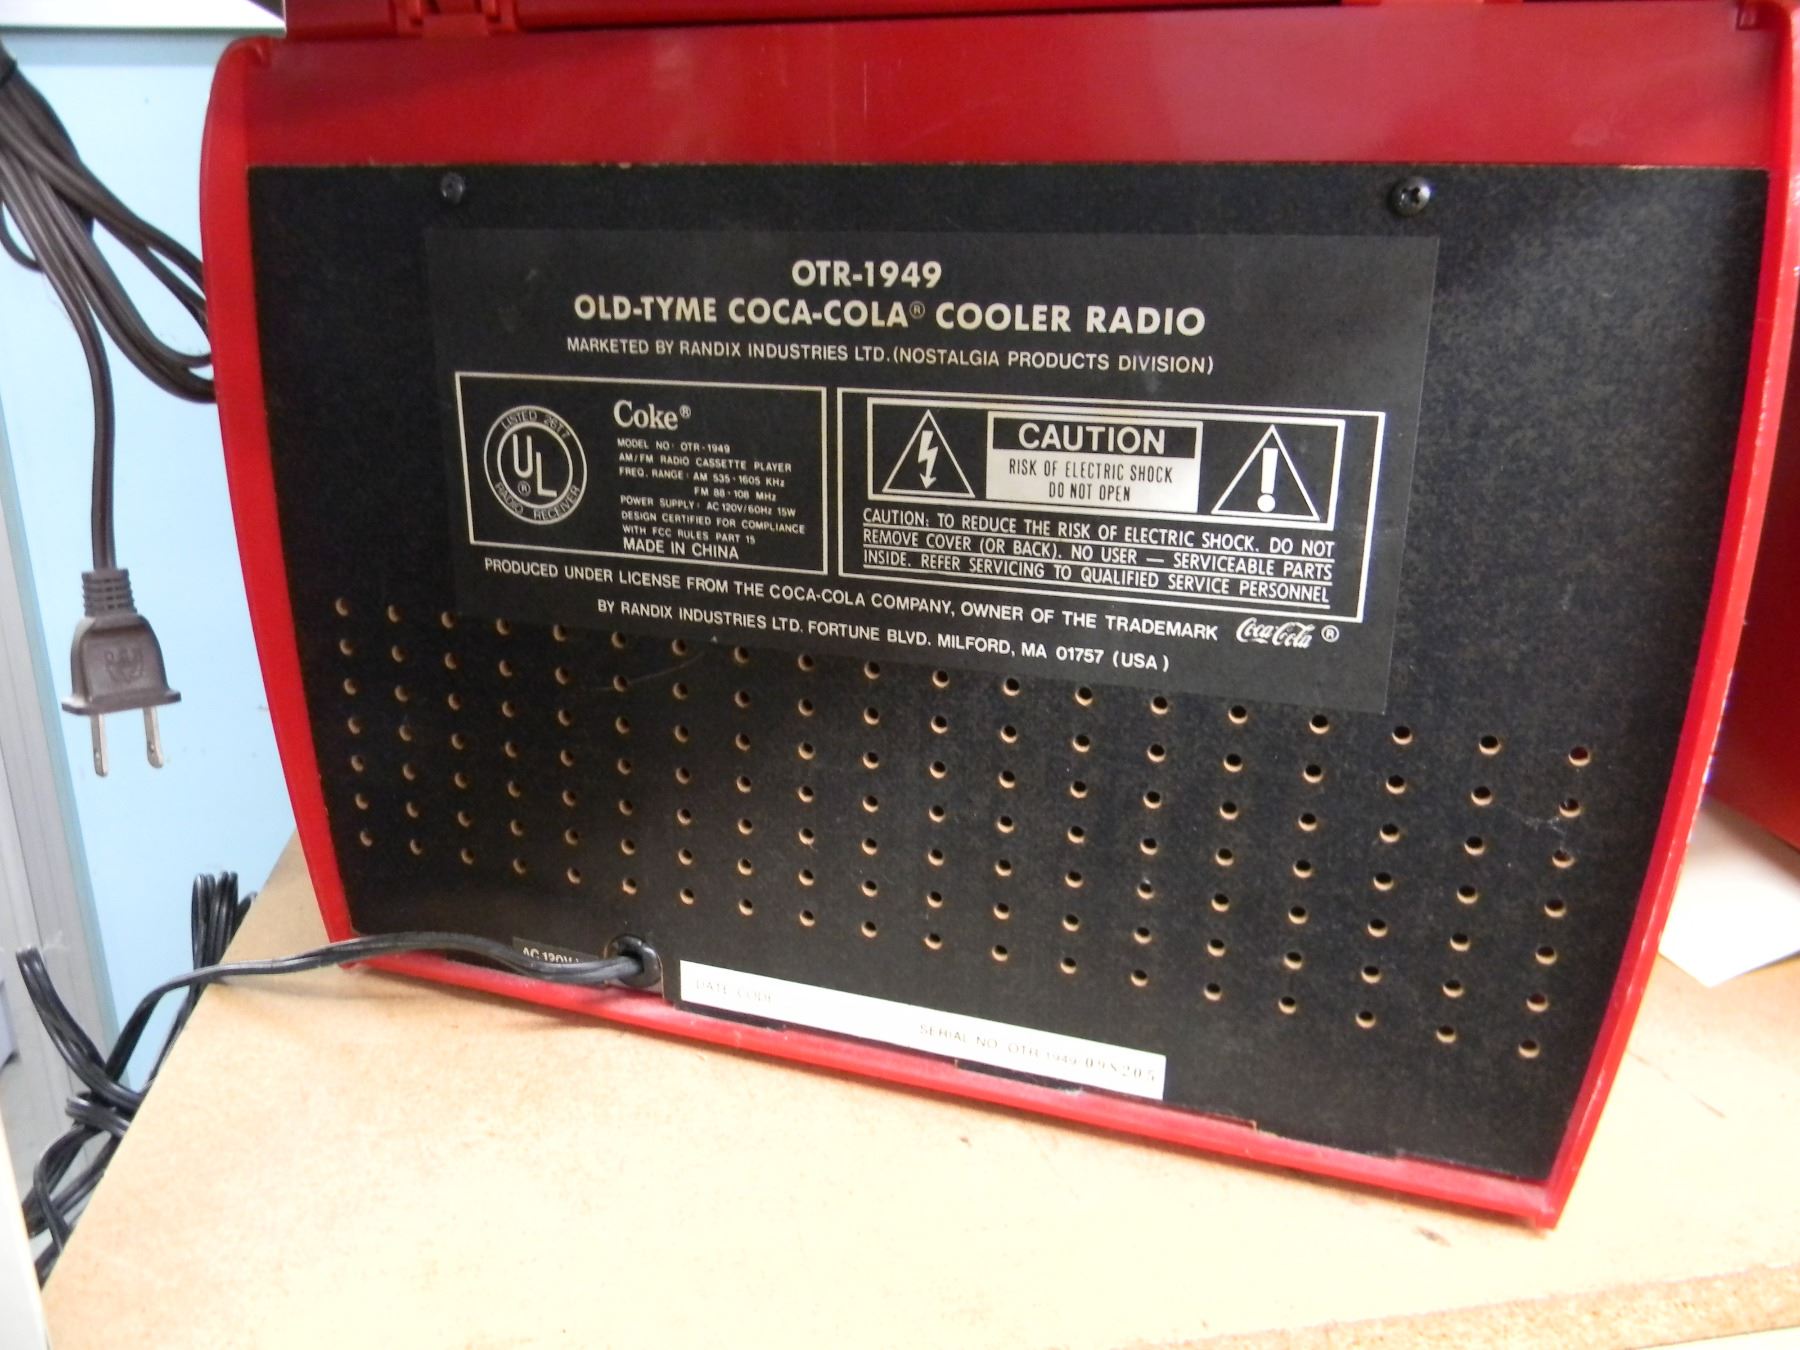 OTR-1949
OLD-TYME COCA-COLA® COOLER RADIO
MARKETED BY RANDIX INDUSTRIES LTD. (NOSTALGIA PRODUCTS DIVISION)
LISTED 26T7
UL®
RADIO RECEIVER
Coke®
MODEL NO: OTR-1949
AM/FM RADIO CASSETTE PLAYER
FREQ. RANGE: AM 535-1605 KHz
FM 88-108 MHz
POWER SUPPLY: AC 120V/60Hz 15W
DESIGN CERTIFIED FOR COMPLIANCE
WITH FCC RULES PART 15
MADE IN CHINA
CAUTION
RISK OF ELECTRIC SHOCK
DO NOT OPEN
CAUTION: TO REDUCE THE RISK OF ELECTRIC SHOCK. DO NOT
REMOVE COVER (OR BACK). NO USER — SERVICEABLE PARTS
INSIDE. REFER SERVICING TO QUALIFIED SERVICE PERSONNEL
PRODUCED UNDER LICENSE FROM THE COCA-COLA COMPANY, OWNER OF THE TRADEMARK Coca-Cola ®
BY RANDIX INDUSTRIES LTD. FORTUNE BLVD. MILFORD, MA 01757 (USA)
AC 120V
DATE CODE
SERIAL NO. OTR-1949-098205